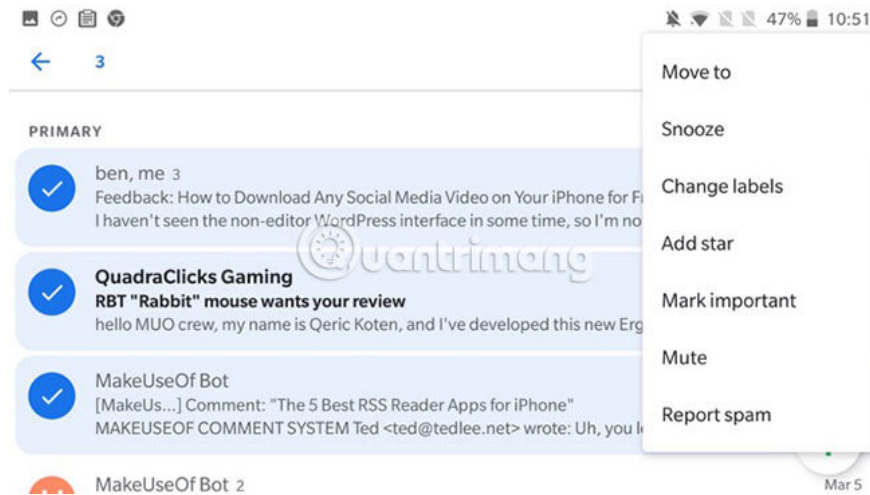 47% 10:51
3
PRIMARY
ben, me 3
Feedback: How to Download Any Social Media Video on Your iPhone for
I haven't seen the non-editor WordPress interface in some time, so I'm
Quantrimang
QuadraClicks Gaming
RBT "Rabbit" mouse wants your review
hello MUO crew, my name is Qeric Koten, and I've developed this new
MakeUseOf Bot
[MakeUs...] Comment: "The 5 Best RSS Reader Apps for iPhone"
MAKEUSEOF COMMENT SYSTEM Ted <ted@tedlee.net> wrote: Uh, you
MakeUseOf Bot 2
Mar 5
Move to
Snooze
Change labels
Add star
Mark important
Mute
Report spam